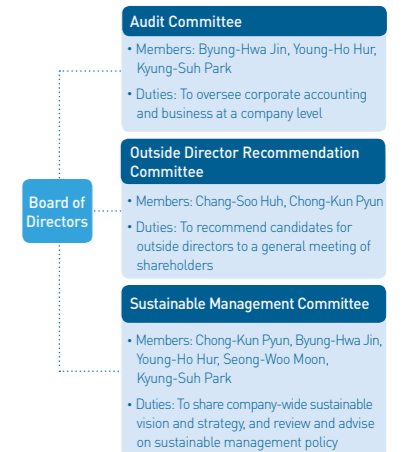 Audit Committee
• Members: Byung-Hwa Jin, Young-Ho Hur,
Kyung-Suh Park
• Duties: To oversee corporate accounting
and business at a company level
Board of
Directors
Outside Director Recommendation
Committee
• Members: Chang-Soo Huh, Chong-Kun Pyun
• Duties: To recommend candidates for
outside directors to a general meeting of
shareholders
Sustainable Management Committee
• Members: Chong-Kun Pyun, Byung-Hwa Jin,
Young-Ho Hur, Seong-Woo Moon,
Kyung-Suh Park
• Duties: To share company-wide sustainable
vision and strategy, and review and advise
on sustainable management policy